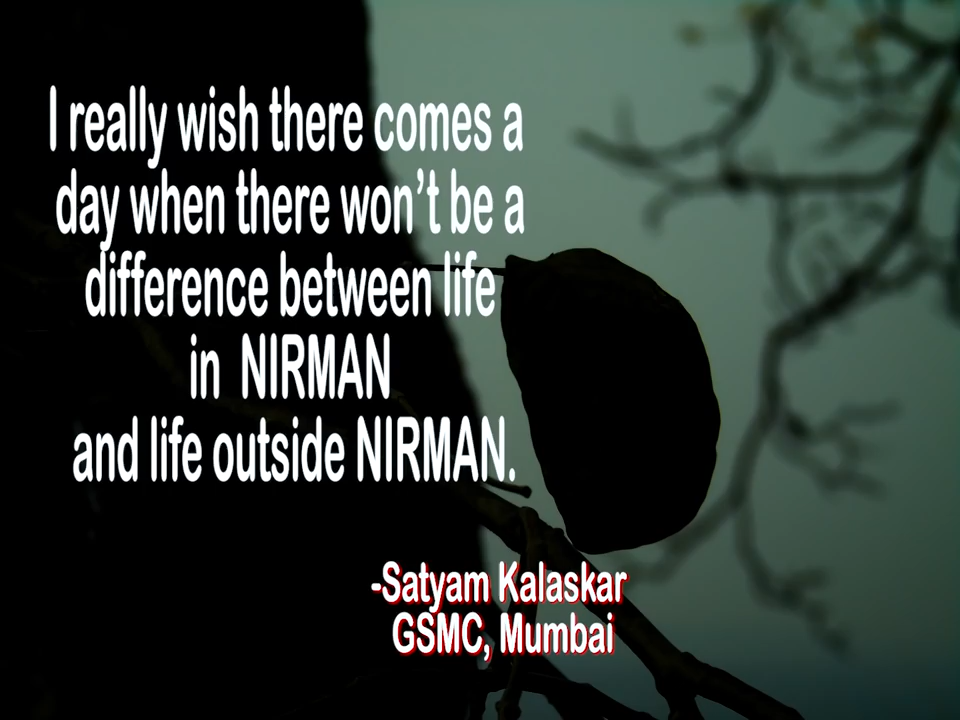 I really wish there comes a
day when there won’t be a
difference between life
in NIRMAN
and life outside NIRMAN.
-Satyam Kalaskar
GSMC, Mumbai